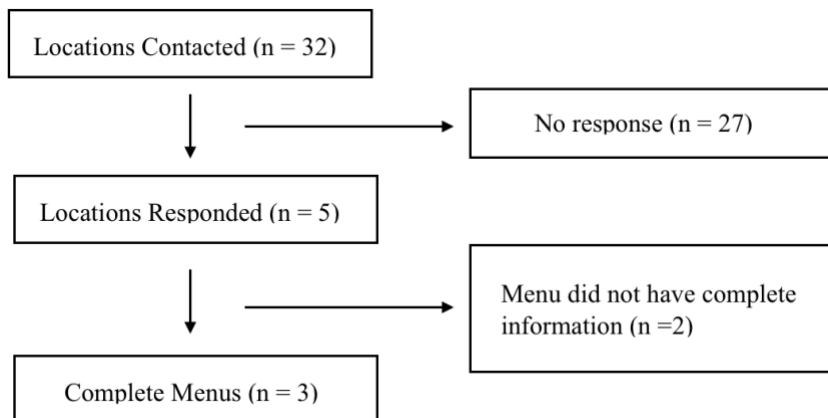 Locations Contacted (n = 32)
No response (n = 27)
Locations Responded (n = 5)
Menu did not have complete
information (n =2)
Complete Menus (n = 3)